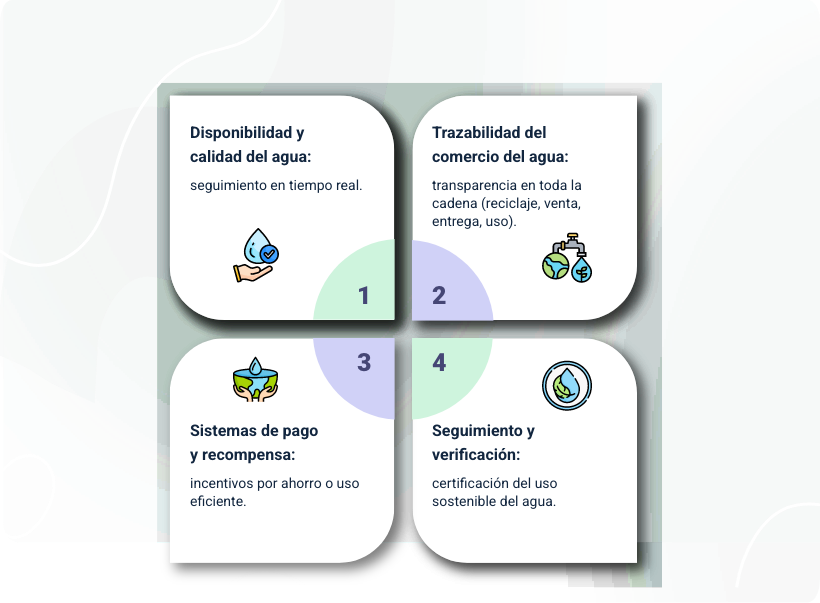 Disponibilidad y
calidad del agua:
seguimiento en tiempo real.
1
Trazabilidad del
comercio del agua:
transparencia en toda la
cadena (reciclaje, venta,
entrega, uso).
2
3
Sistemas de pago
y recompensa:
incentivos por ahorro o uso
eficiente.
4
Seguimiento y
verificación:
certificación del uso
sostenible del agua.